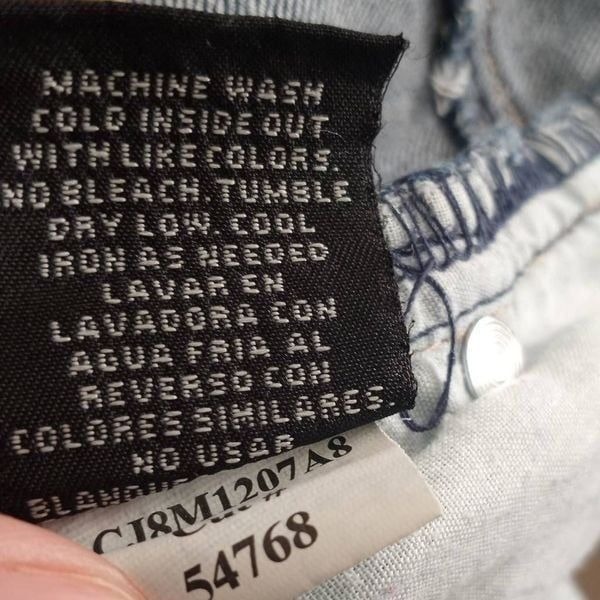 MACHINE WASH
COLD INSIDE OUT
WITH LIKE COLORS.
NO BLEACH. TUMBLE
DRY LOW. COOL
IRON AS NEEDED
LAVAR EN
LAVADORA CON
AGUA FRIA AL
REVERSO CON
COLORES SIMILARES.
NO USAR
CJ8M1207A8
54768